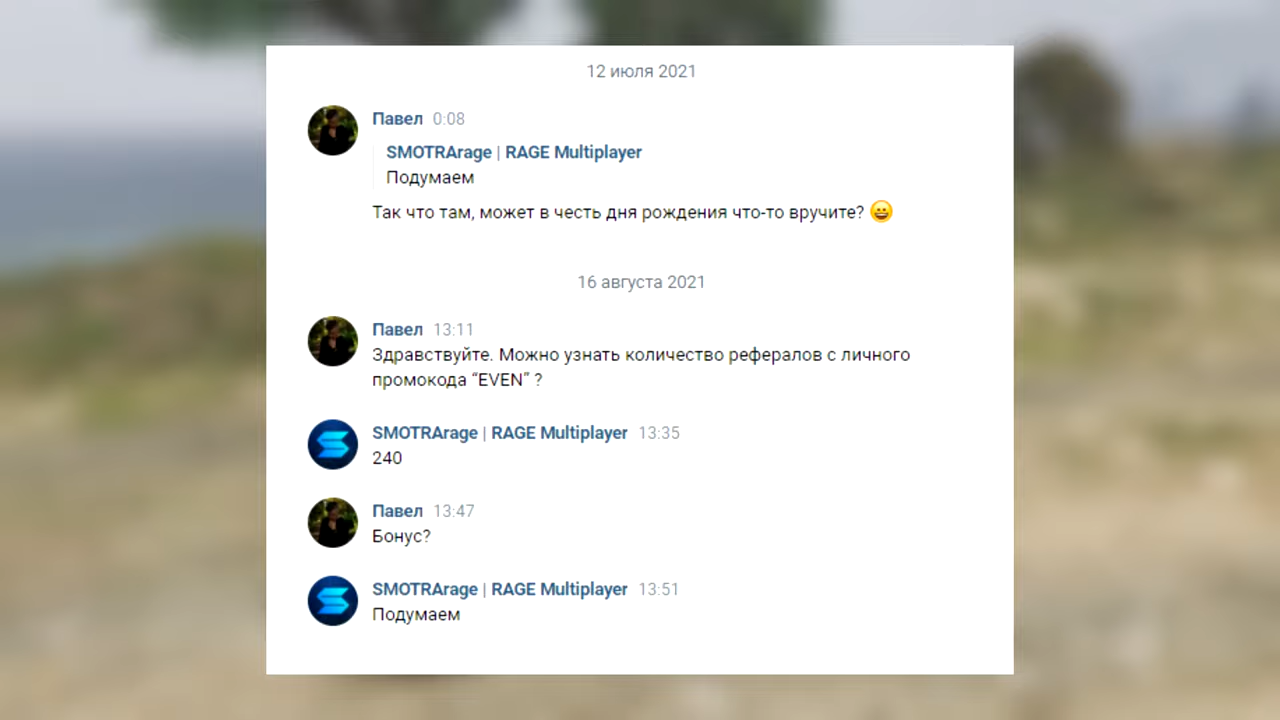 12 июля 2021
Павел 0:08
SMOTRArage | RAGE Multiplayer
Подумаем
Так что там, может в честь дня рождения что-то вручите? 😀
16 августа 2021
Павел 13:11
Здравствуйте. Можно узнать количество рефералов с личного
промокода “EVEN” ?
SMOTRArage | RAGE Multiplayer 13:35
240
Павел 13:47
Бонус?
SMOTRArage | RAGE Multiplayer 13:51
Подумаем